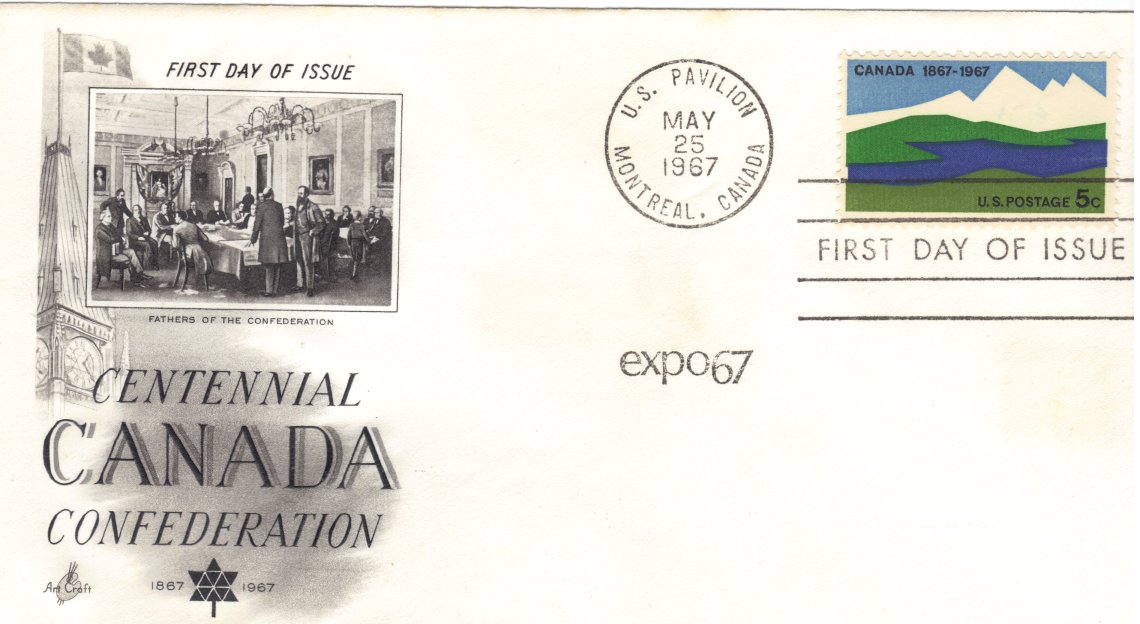 FIRST DAY OF ISSUE
FATHERS OF THE CONFEDERATION
CENTENNIAL
CANADA
CONFEDERATION
Art Craft
1867 1967
U.S. PAVILION
MAY
25
1967
MONTREAL, CANADA
CANADA 1867-1967
U.S. POSTAGE 5c
FIRST DAY OF ISSUE
expo67